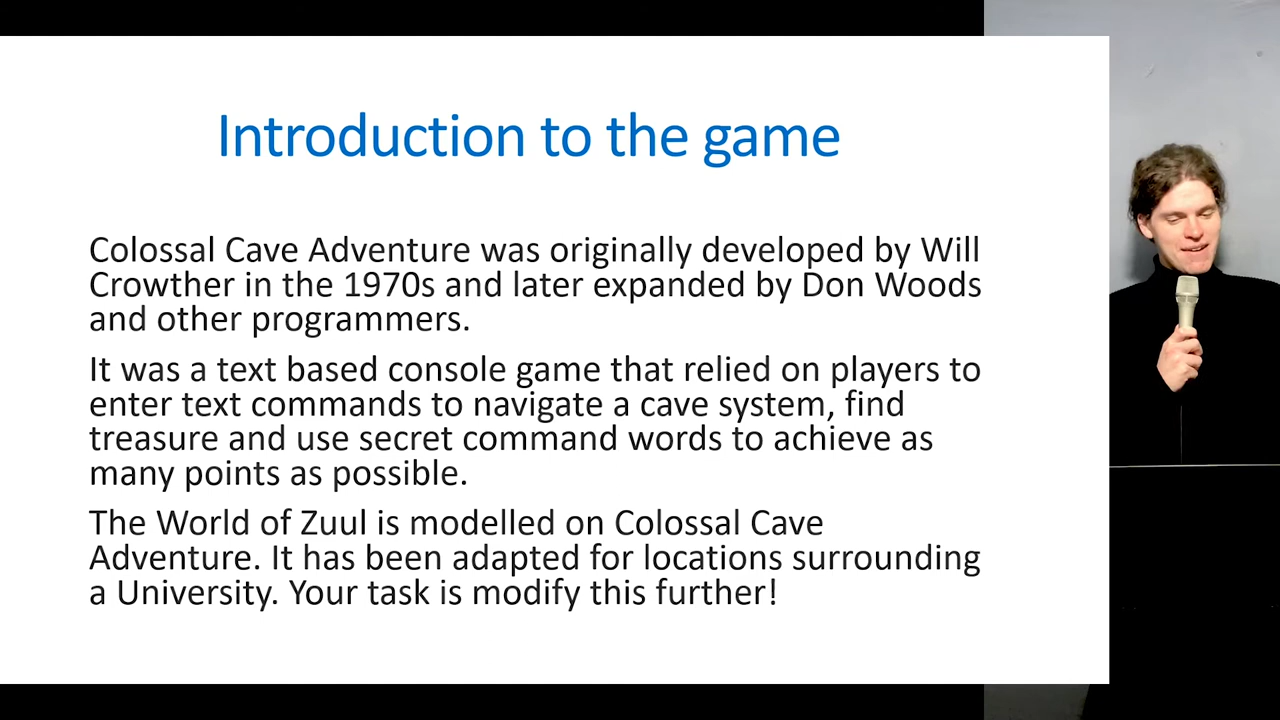 Introduction to the game
Colossal Cave Adventure was originally developed by Will
Crowther in the 1970s and later expanded by Don Woods
and other programmers.
It was a text based console game that relied on players to
enter text commands to navigate a cave system, find
treasure and use secret command words to achieve as
many points as possible.
The World of Zuul is modelled on Colossal Cave
Adventure. It has been adapted for locations surrounding
a University. Your task is modify this further!